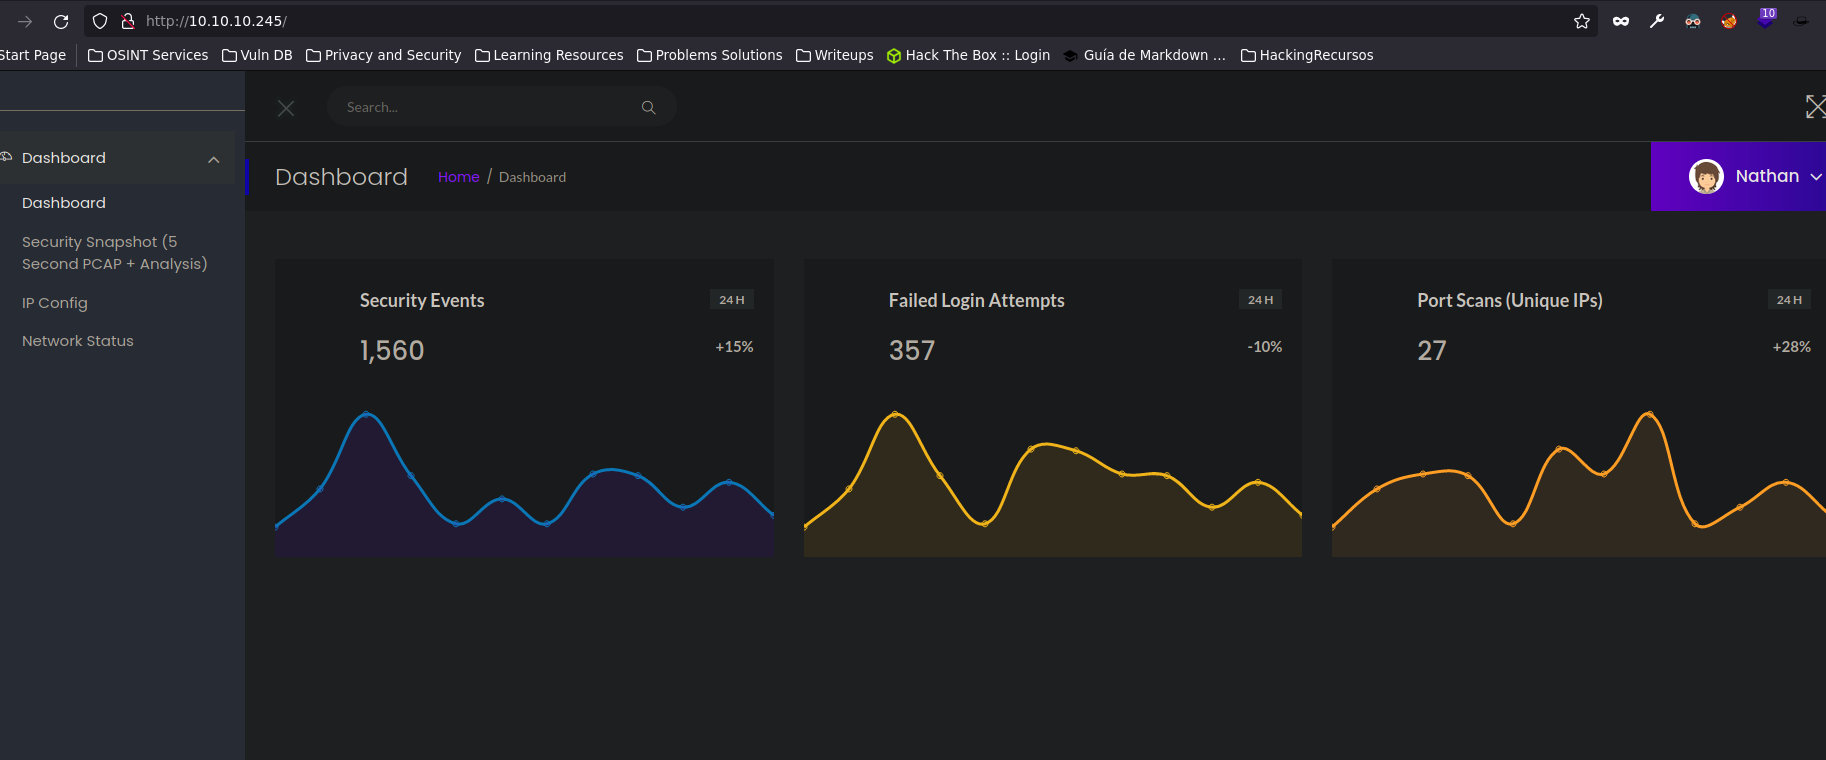 http://10.10.10.245/
10
Start Page OSINT Services Vuln DB Privacy and Security Learning Resources Problems Solutions Writeups Hack The Box :: Login Guía de Markdown ... HackingRecursos
Search...
Dashboard
Dashboard
Security Snapshot (5
Second PCAP + Analysis)
IP Config
Network Status
Dashboard Home / Dashboard
Nathan
Security Events 24 H
1,560 +15%
Failed Login Attempts 24 H
357 -10%
Port Scans (Unique IPs) 24 H
27 +28%